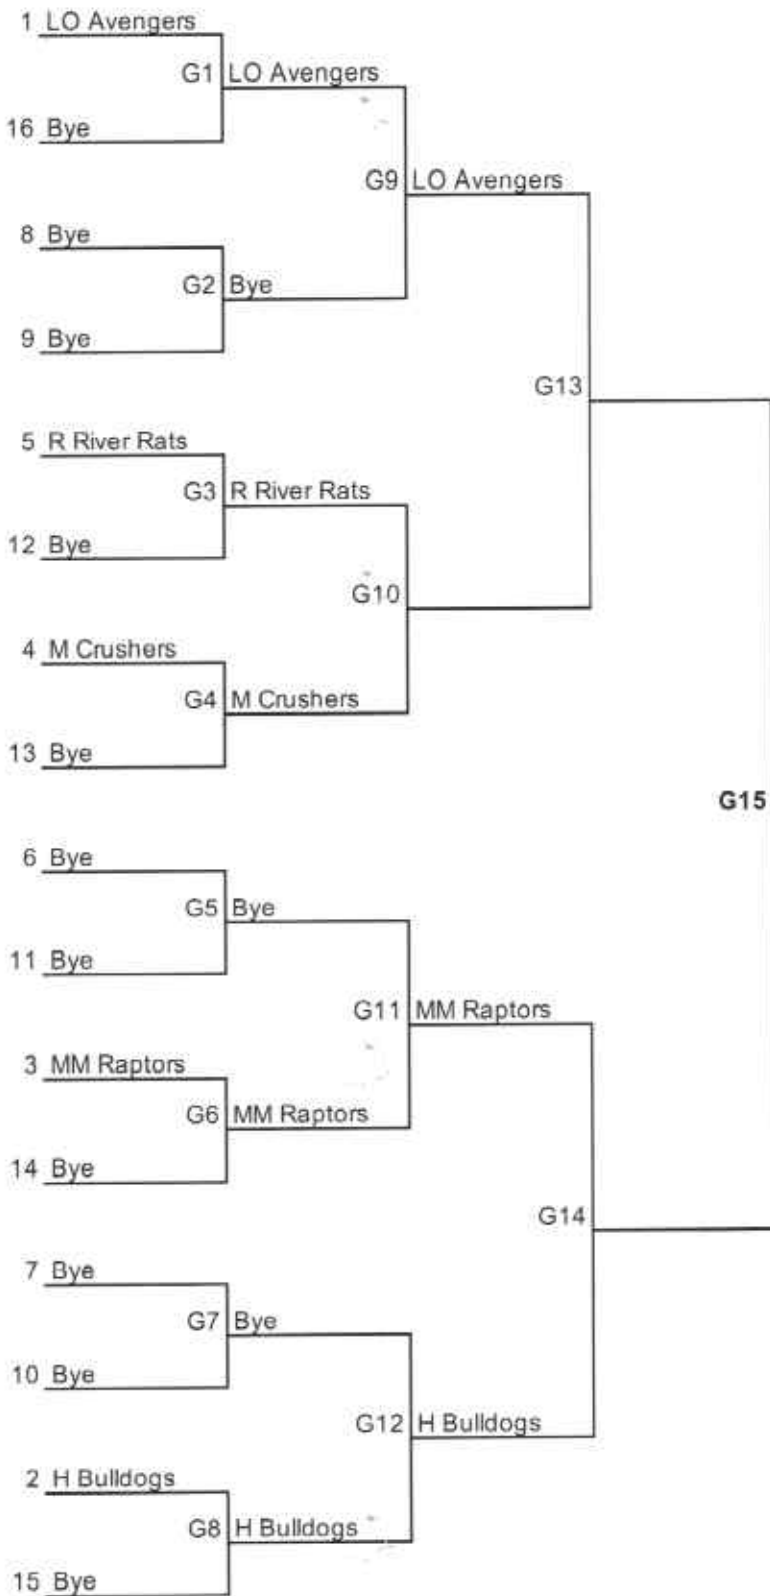 1 LO Avengers
G1 LO Avengers
16 Bye
G9 LO Avengers
8 Bye
G2 Bye
9 Bye
G13
5 R River Rats
G3 R River Rats
12 Bye
G10
4 M Crushers
G4 M Crushers
13 Bye
G15
6 Bye
G5 Bye
11 Bye
G11 MM Raptors
3 MM Raptors
G6 MM Raptors
14 Bye
G14
7 Bye
G7 Bye
10 Bye
G12 H Bulldogs
2 H Bulldogs
G8 H Bulldogs
15 Bye